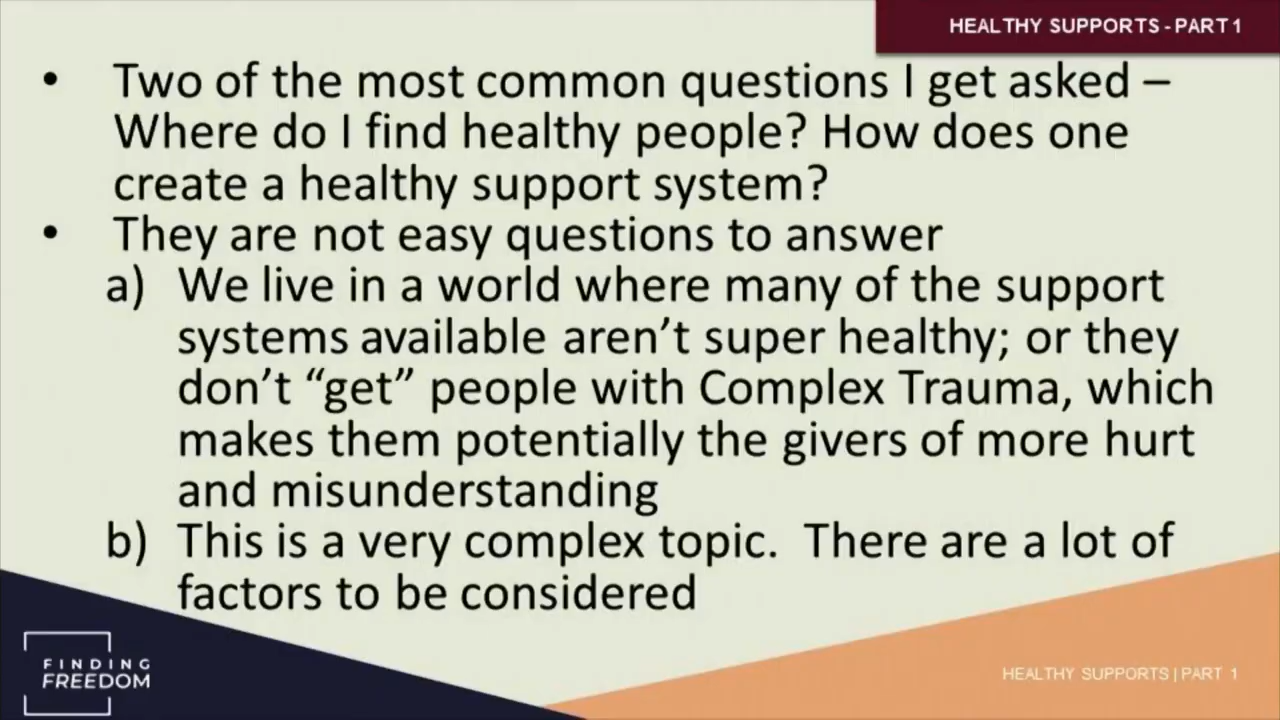 HEALTHY SUPPORTS - PART 1
• Two of the most common questions I get asked –
Where do I find healthy people? How does one
create a healthy support system?
• They are not easy questions to answer
a) We live in a world where many of the support
systems available aren’t super healthy; or they
don’t “get” people with Complex Trauma, which
makes them potentially the givers of more hurt
and misunderstanding
b) This is a very complex topic.  There are a lot of
factors to be considered
FINDING
FREEDOM
HEALTHY SUPPORTS | PART 1